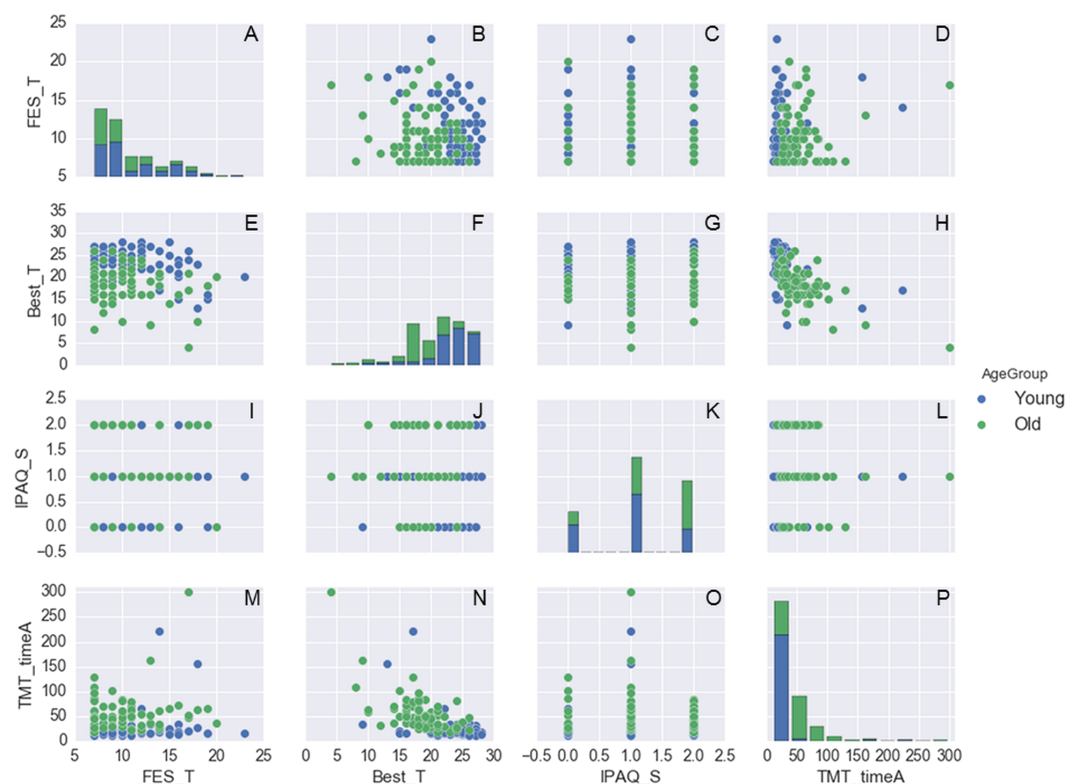 A B C D
FES_T
25
20
15
10
5
E F G H
Best_T
35
30
25
20
15
10
5
0
AgeGroup
Young
Old
I J K L
IPAQ_S
2.5
2.0
1.5
1.0
0.5
0.0
−0.5
M N O P
TMT_timeA
300
250
200
150
100
50
0
5 10 15 20 25 0 5 10 15 20 25 30 −0.5 0.0 0.5 1.0 1.5 2.0 2.5 0 50 100 150 200 250 300
FES_T Best_T IPAQ_S TMT_timeA